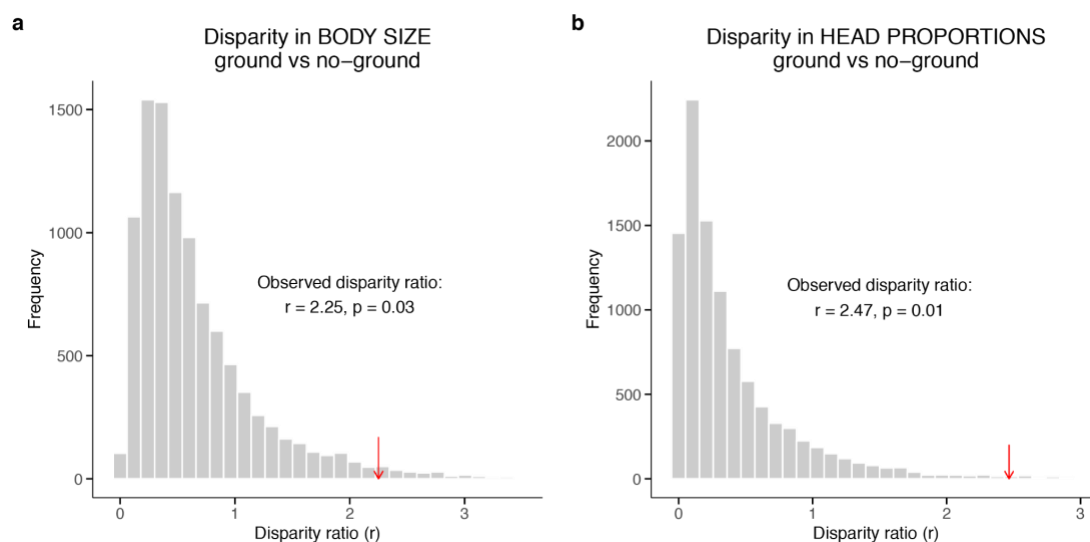 a
Disparity in BODY SIZE
ground vs no−ground
1500
1000
500
0
Frequency
Observed disparity ratio:
r = 2.25, p = 0.03
0 1 2 3
Disparity ratio (r)
b
Disparity in HEAD PROPORTIONS
ground vs no−ground
2000
1500
1000
500
0
Frequency
Observed disparity ratio:
r = 2.47, p = 0.01
0 1 2 3
Disparity ratio (r)